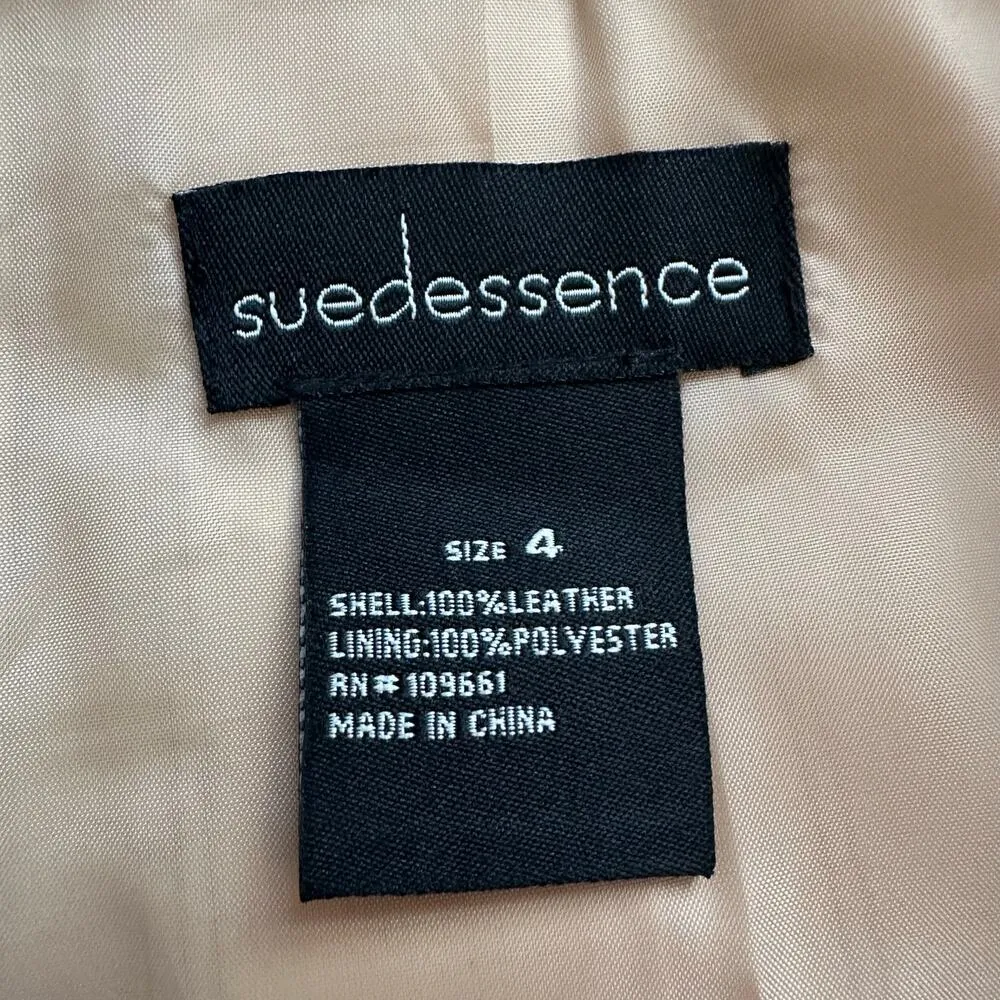 suedessence
SIZE 4
SHELL:100%LEATHER
LINING:100%POLYESTER
RN#109661
MADE IN CHINA